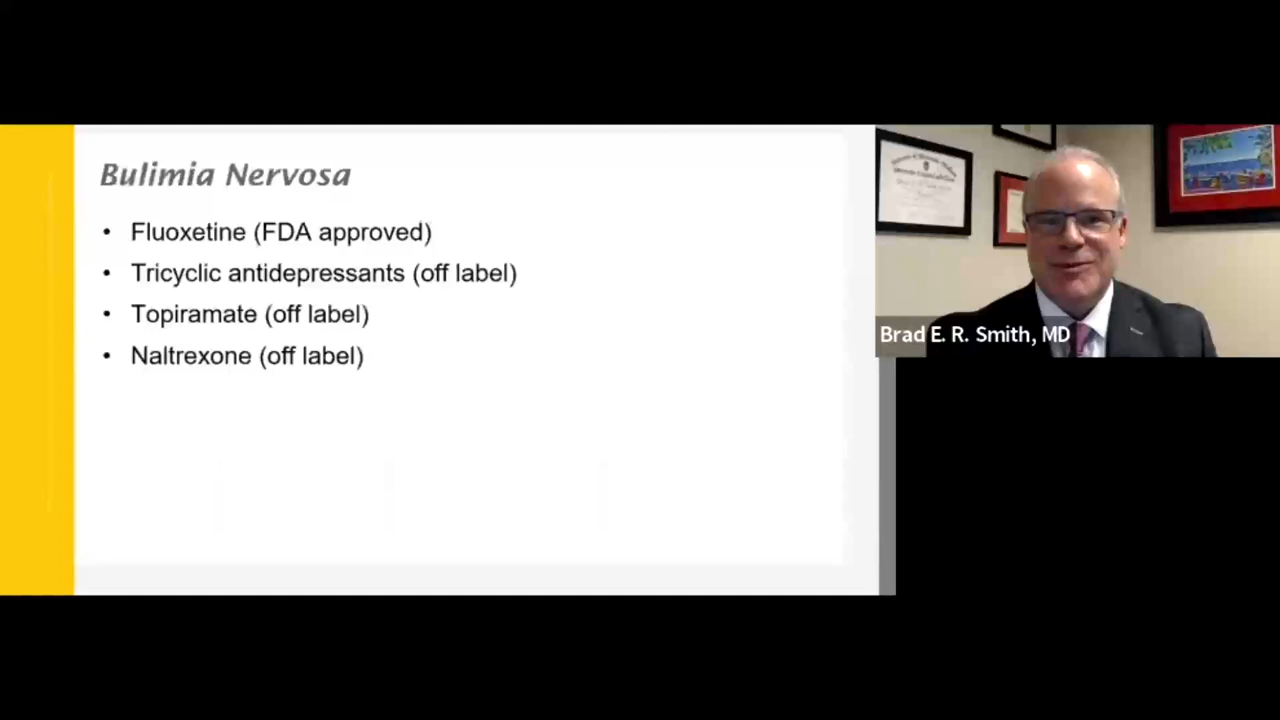 Bulimia Nervosa
• Fluoxetine (FDA approved)
• Tricyclic antidepressants (off label)
• Topiramate (off label)
• Naltrexone (off label)
Brad E. R. Smith, MD